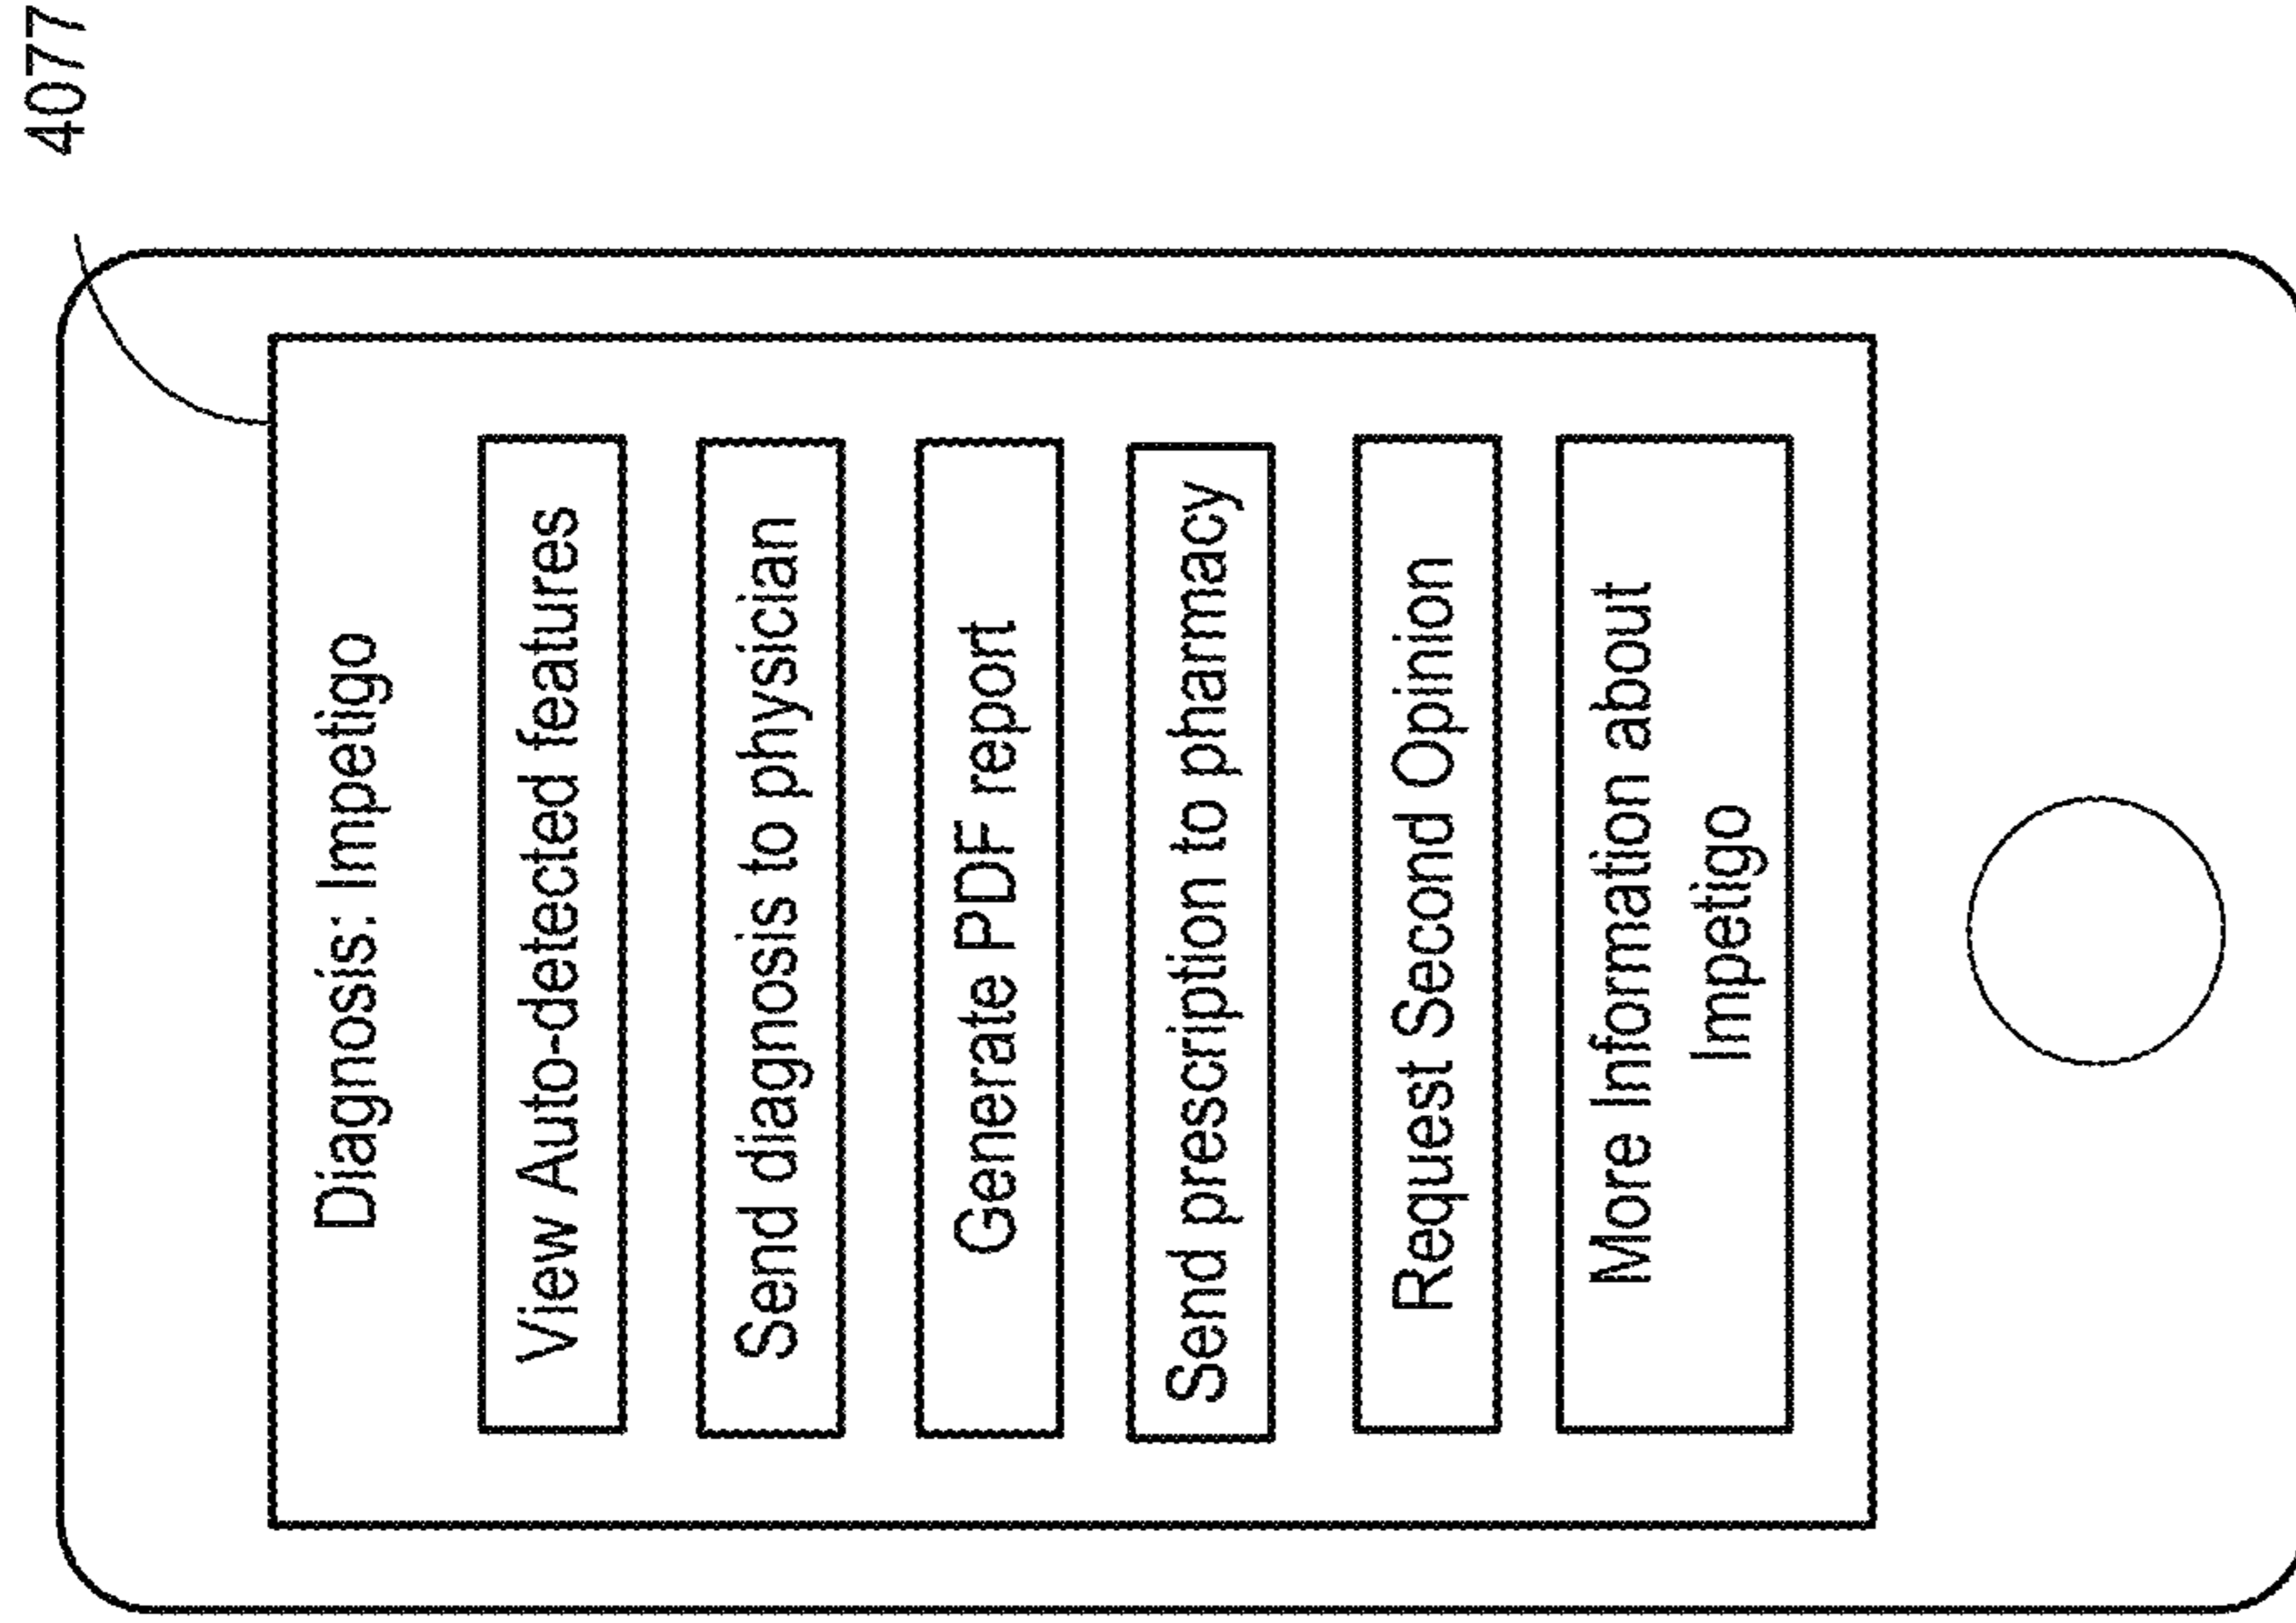 4077
Diagnosis: Impetigo
View Auto-detected features
Send diagnosis to physician
Generate PDF report
Send prescription to pharmacy
Request Second Opinion
More Information about
Impetigo